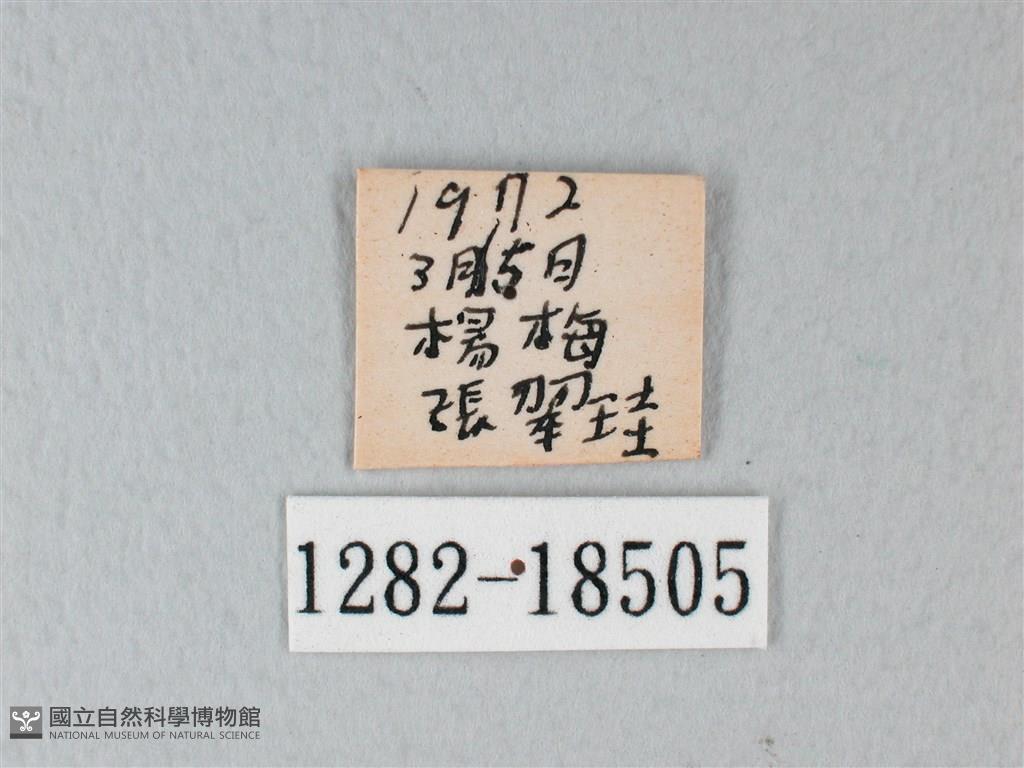 1972
3月15日
楊梅
張翠珪
1282-18505
國立自然科學博物館
NATIONAL MUSEUM OF NATURAL SCIENCE